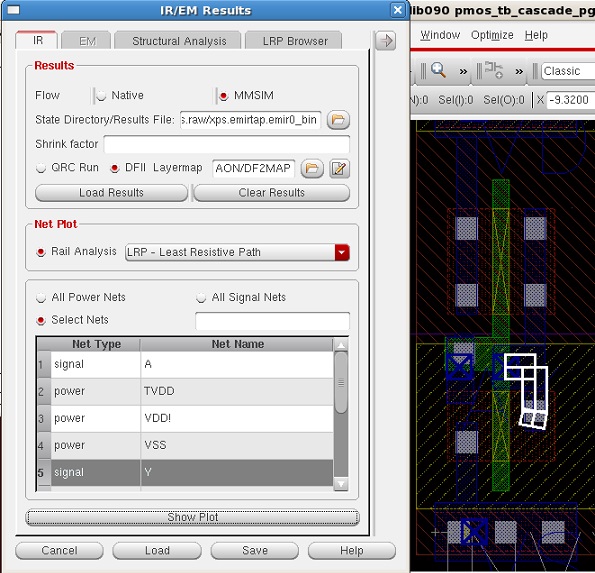 IR/EM Results
lib090 pmos_tb_cascade_pg
IR EM Structural Analysis LRP Browser
Window Optimize Help
Results
Flow Native MMSIM
» » Classic
State Directory/Results File: s.raw/xps.emirtap.emir0_bin
N):0 Sel(I):0 Sel(O):0 X -9.3200
Shrink factor
QRC Run DFII Layermap AON/DF2MAP
Load Results Clear Results
Net Plot
Rail Analysis LRP - Least Resistive Path
All Power Nets All Signal Nets
Select Nets
Net Type Net Name
1 signal A
2 power TVDD
3 power VDD!
4 power VSS
5 signal Y
Show Plot
Cancel Load Save Help